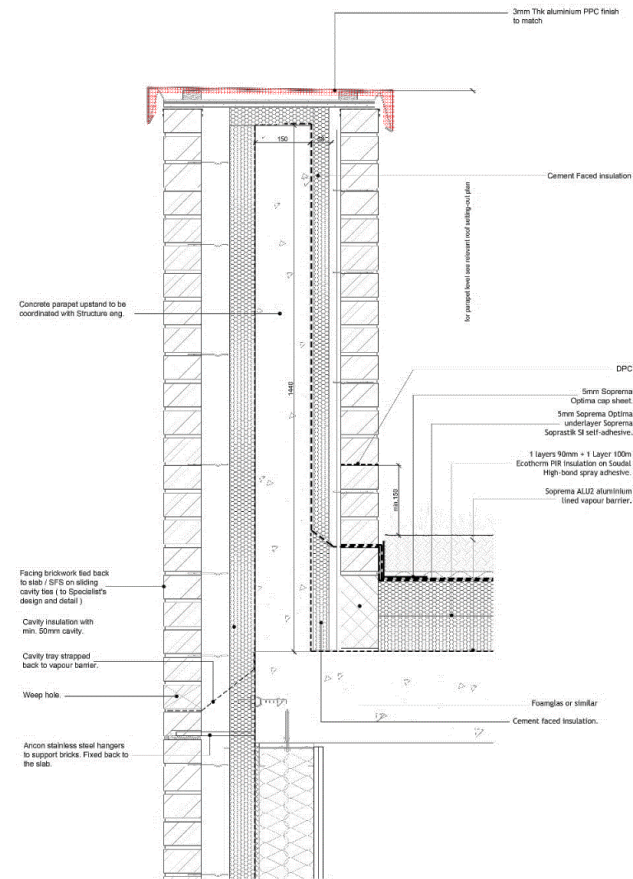 3mm Thk aluminium PPC finish
to match
150
Cement Faced insulation
for parapet level see relevant roof setting-out plan
Concrete parapet upstand to be
coordinated with Structure eng.
1440
DPC
5mm Soprema
Optima cap sheet.
5mm Soprema Optima
underlayer Soprema
Soprastik SI self-adhesive.
1 layers 90mm + 1 Layer 100m
Ecotherm PIR insulation on Soudal
High-bond spray adhesive.
min.150
Soprema ALU2 aluminium
lined vapour barrier.
Facing brickwork tied back
to slab / SFS on sliding
cavity ties ( to Specialist's
design and detail )
Cavity insulation with
min. 50mm cavity.
Cavity tray strapped
back to vapour barrier.
Weep hole.
Foamglas or similar
Cement faced insulation.
Ancon stainless steel hangers
to support bricks. Fixed back to
the slab.